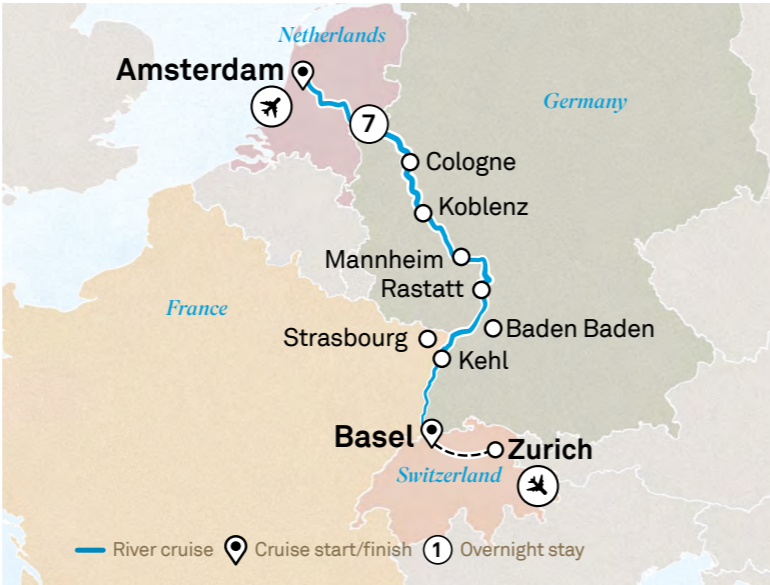 Netherlands
Amsterdam
Germany
7
Cologne
Koblenz
Mannheim
Rastatt
France
Strasbourg
Baden Baden
Kehl
Basel
Zurich
Switzerland
River cruise
Cruise start/finish
1
Overnight stay